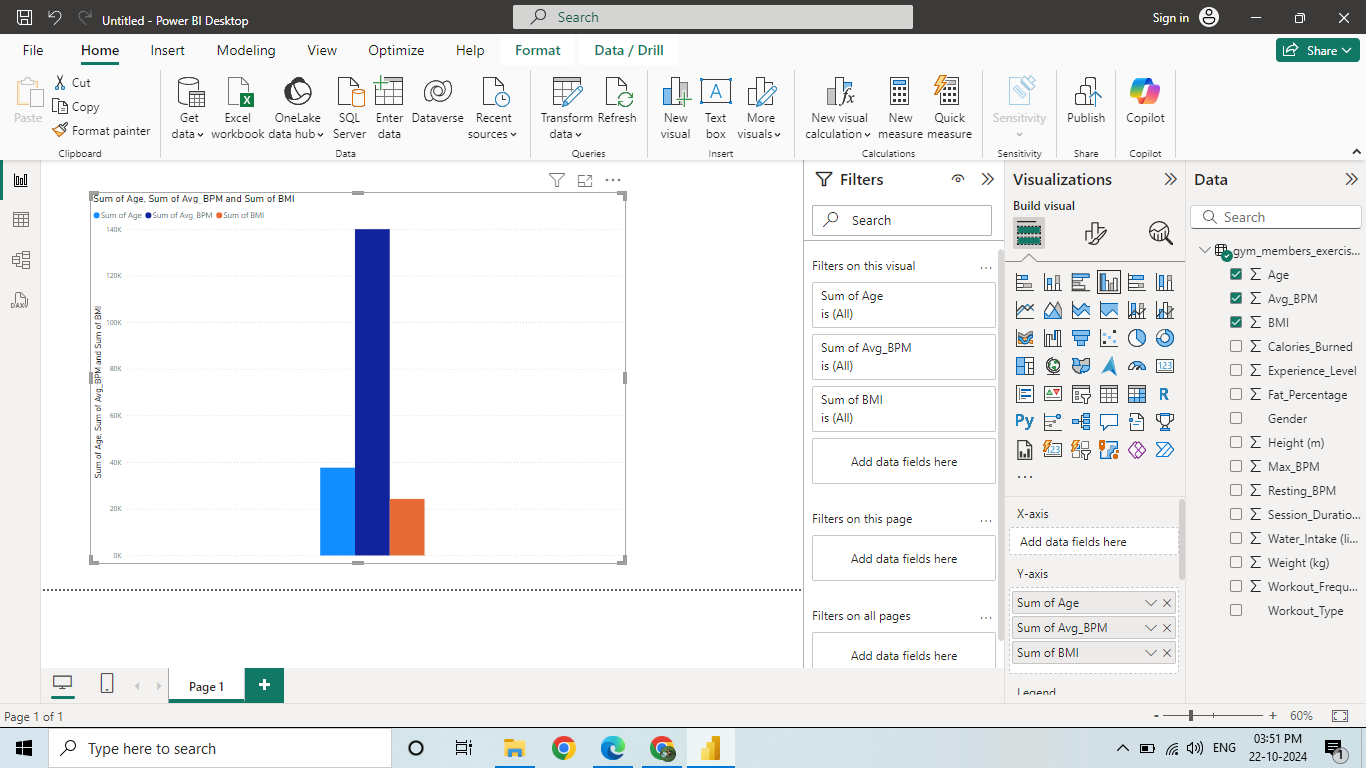 Untitled - Power BI Desktop
Search
Sign in
File
Home
Insert
Modeling
View
Optimize
Help
Format
Data / Drill
Share
Paste
Cut
Copy
Format painter
Clipboard
Get data
Excel workbook
OneLake data hub
SQL Server
Enter data
Dataverse
Recent sources
Data
Transform data
Refresh
Queries
New visual
Text box
More visuals
Insert
New visual calculation
New measure
Quick measure
Calculations
Sensitivity
Sensitivity
Publish
Share
Copilot
Copilot
Sum of Age, Sum of Avg_BPM and Sum of BMI
Sum of Age Sum of Avg_BPM Sum of BMI
Sum of Age, Sum of Avg_BPM and Sum of BMI
140K
120K
100K
80K
60K
40K
20K
0K
Filters
Search
Filters on this visual
Sum of Age
is (All)
Sum of Avg_BPM
is (All)
Sum of BMI
is (All)
Add data fields here
Filters on this page
Add data fields here
Filters on all pages
Add data fields here
Visualizations
Build visual
123
R
Py
123
X-axis
Add data fields here
Y-axis
Sum of Age
Sum of Avg_BPM
Sum of BMI
Legend
Data
Search
gym_members_exercis...
Age
Avg_BPM
BMI
Calories_Burned
Experience_Level
Fat_Percentage
Gender
Height (m)
Max_BPM
Resting_BPM
Session_Duratio...
Water_Intake (li...
Weight (kg)
Workout_Frequ...
Workout_Type
DAX
Page 1
Page 1 of 1
- + 60%
Type here to search
ENG
03:51 PM
22-10-2024
1